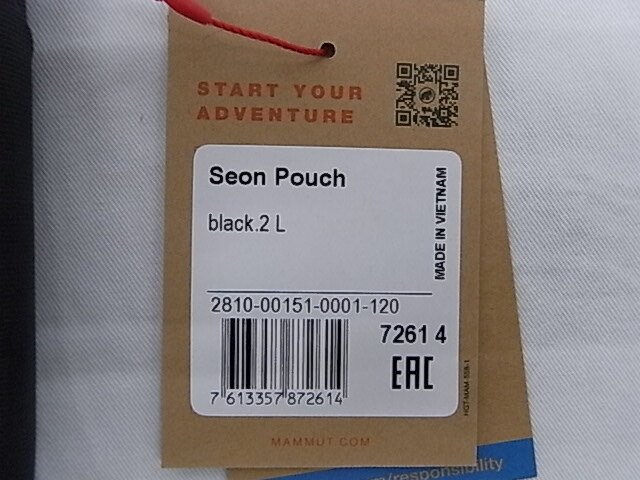 START YOUR
ADVENTURE
Seon Pouch
black.2 L
MADE IN VIETNAM
2810-00151-0001-120
7261 4
EAC
7 613357 872614
MAMMUT.COM
/responsibility